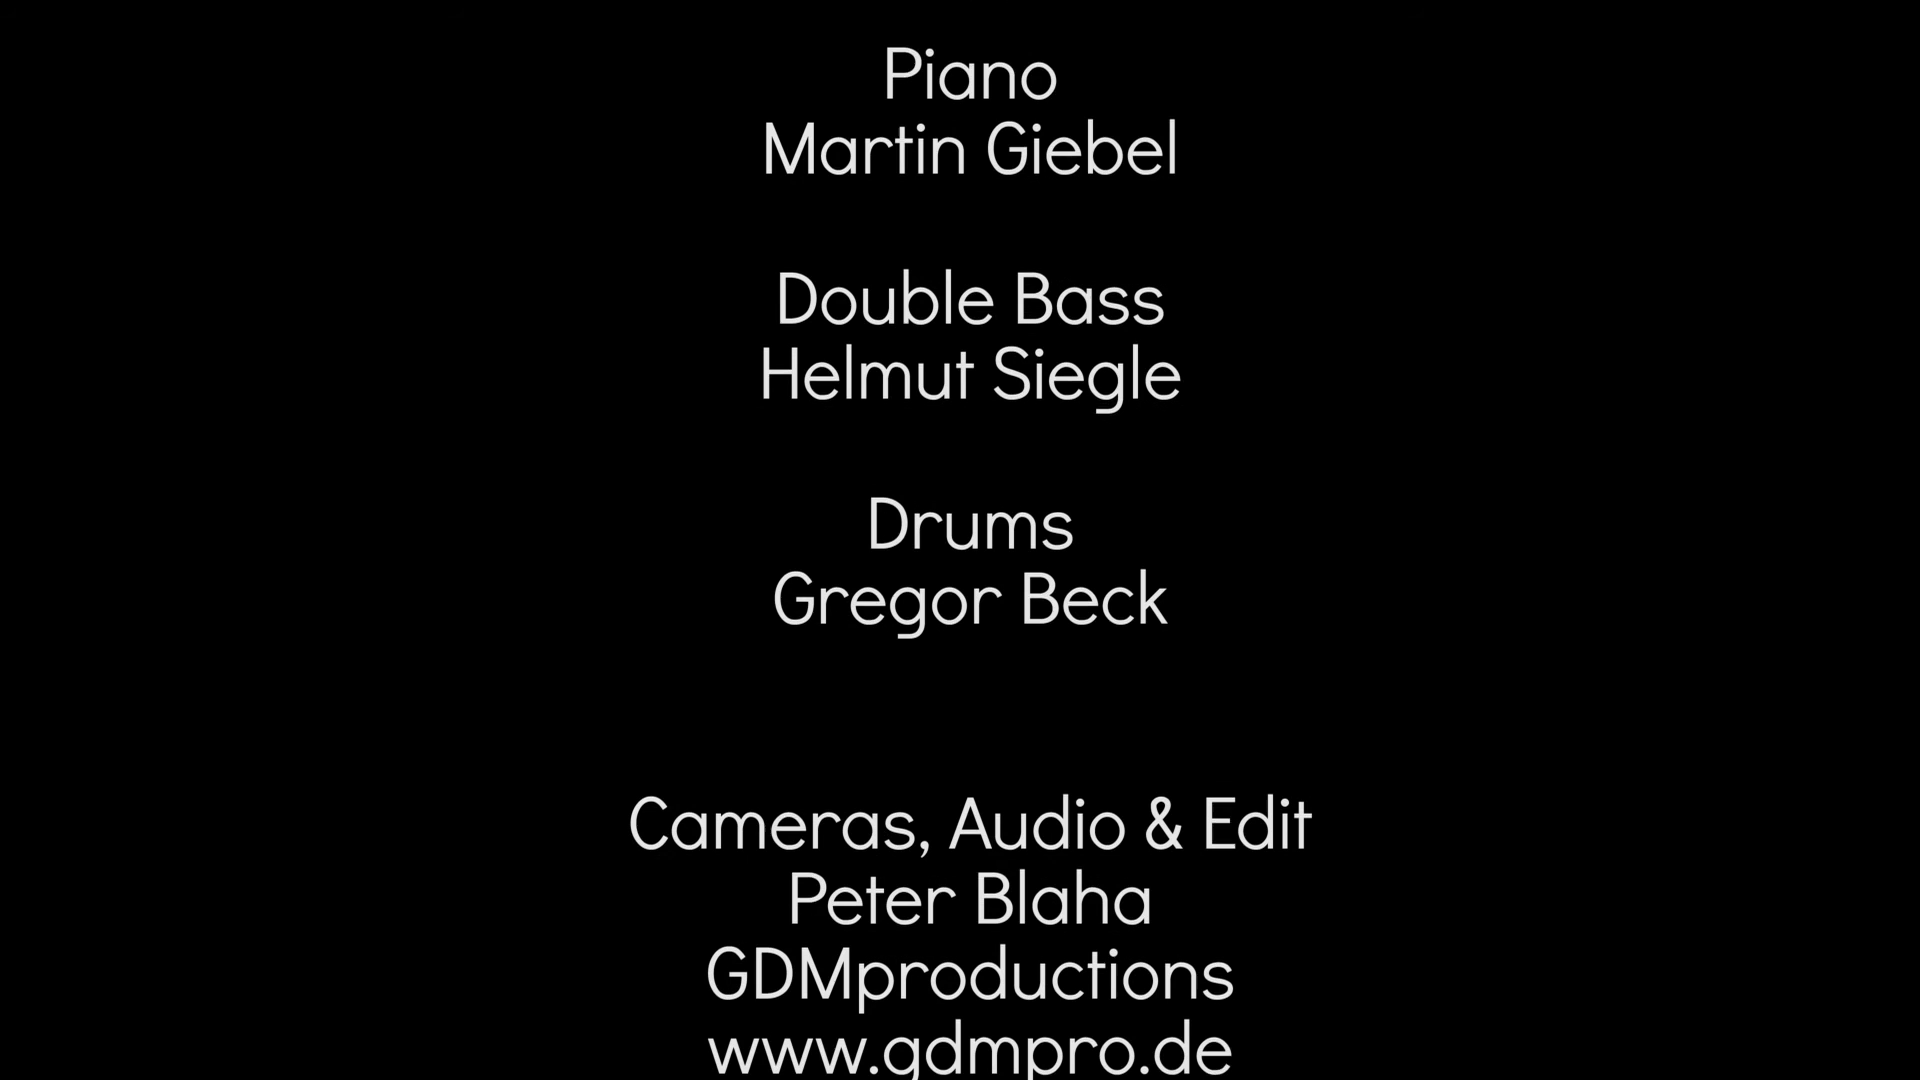 Piano
Martin Giebel
Double Bass
Helmut Siegle
Drums
Gregor Beck
Cameras, Audio & Edit
Peter Blaha
GDMproductions
www.gdmpro.de